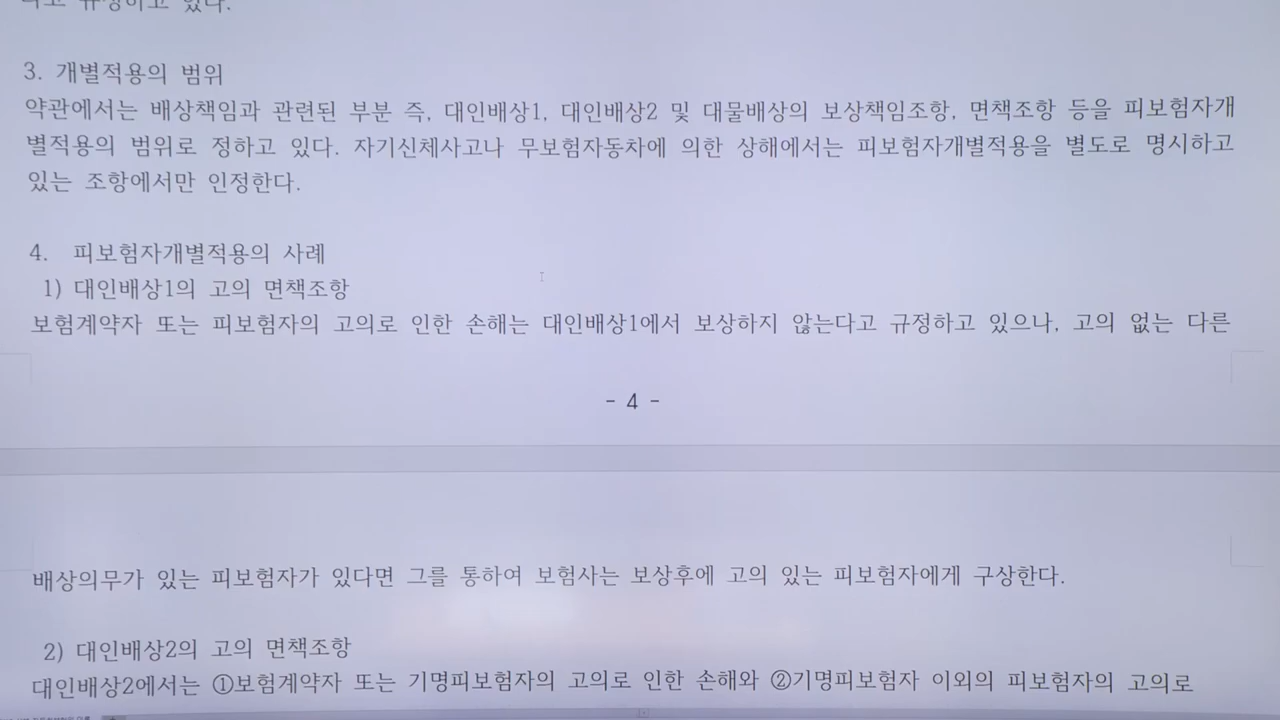 다고 규정하고 있다.
3. 개별적용의 범위
약관에서는 배상책임과 관련된 부분 즉, 대인배상1, 대인배상2 및 대물배상의 보상책임조항, 면책조항 등을 피보험자개
별적용의 범위로 정하고 있다. 자기신체사고나 무보험자동차에 의한 상해에서는 피보험자개별적용을 별도로 명시하고
있는 조항에서만 인정한다.
4. 피보험자개별적용의 사례
1) 대인배상1의 고의 면책조항
보험계약자 또는 피보험자의 고의로 인한 손해는 대인배상1에서 보상하지 않는다고 규정하고 있으나, 고의 없는 다른
- 4 -
배상의무가 있는 피보험자가 있다면 그를 통하여 보험사는 보상후에 고의 있는 피보험자에게 구상한다.
2) 대인배상2의 고의 면책조항
대인배상2에서는 ①보험계약자 또는 기명피보험자의 고의로 인한 손해와 ②기명피보험자 이외의 피보험자의 고의로